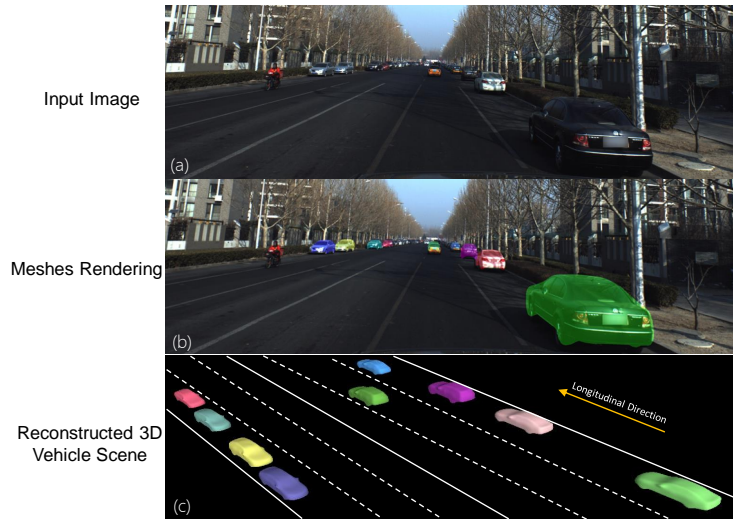 Input Image
(a)
Meshes Rendering
(b)
Longitudinal Direction
Reconstructed 3D
Vehicle Scene
(c)